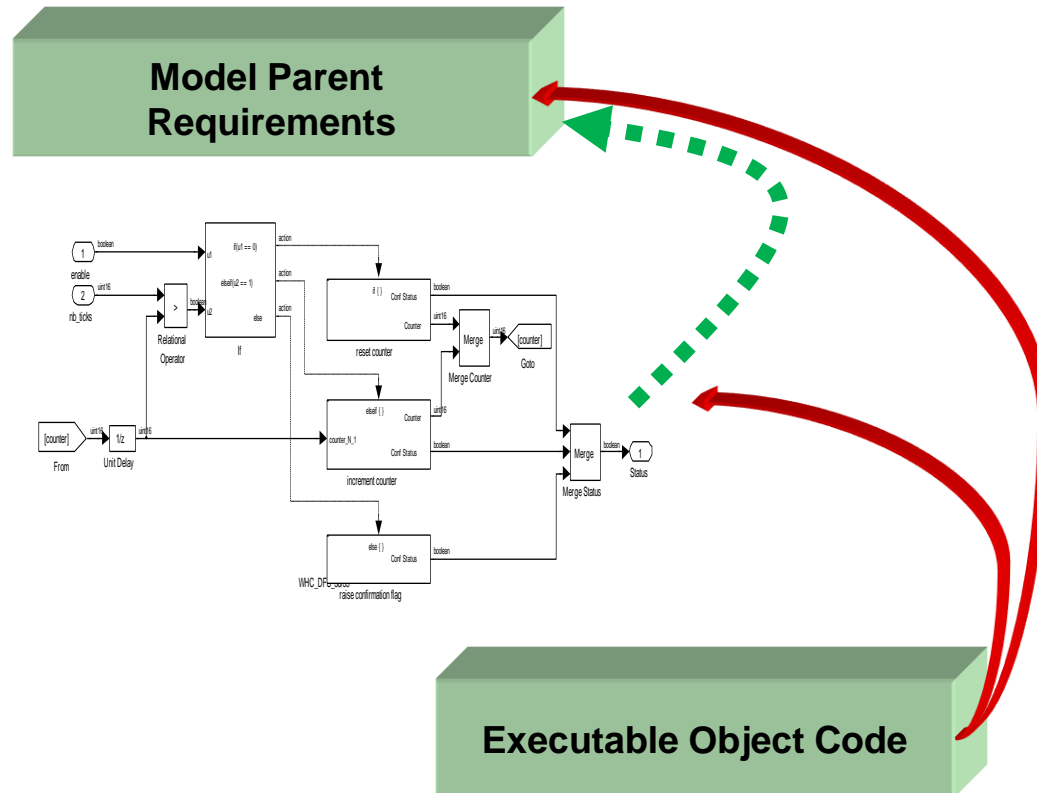 Model Parent
Requirements
1
boolean
enable
uint16
2
nb_ticks
>
Relational
Operator
boolean
u1
u2
if(u1 == 0)
elseif(u2 == 1)
else
If
action
action
action
if { }
Conf Status
Counter
reset counter
boolean
uint16
Merge
Merge Counter
uint16
[counter]
Goto
elseif { }
counter_N_1
Counter
Conf Status
increment counter
uint16
boolean
[counter]
From
uint16
1/z
Unit Delay
uint16
Merge
Merge Status
boolean
1
Status
else { }
Conf Status
boolean
raise confirmation flag
Executable Object Code